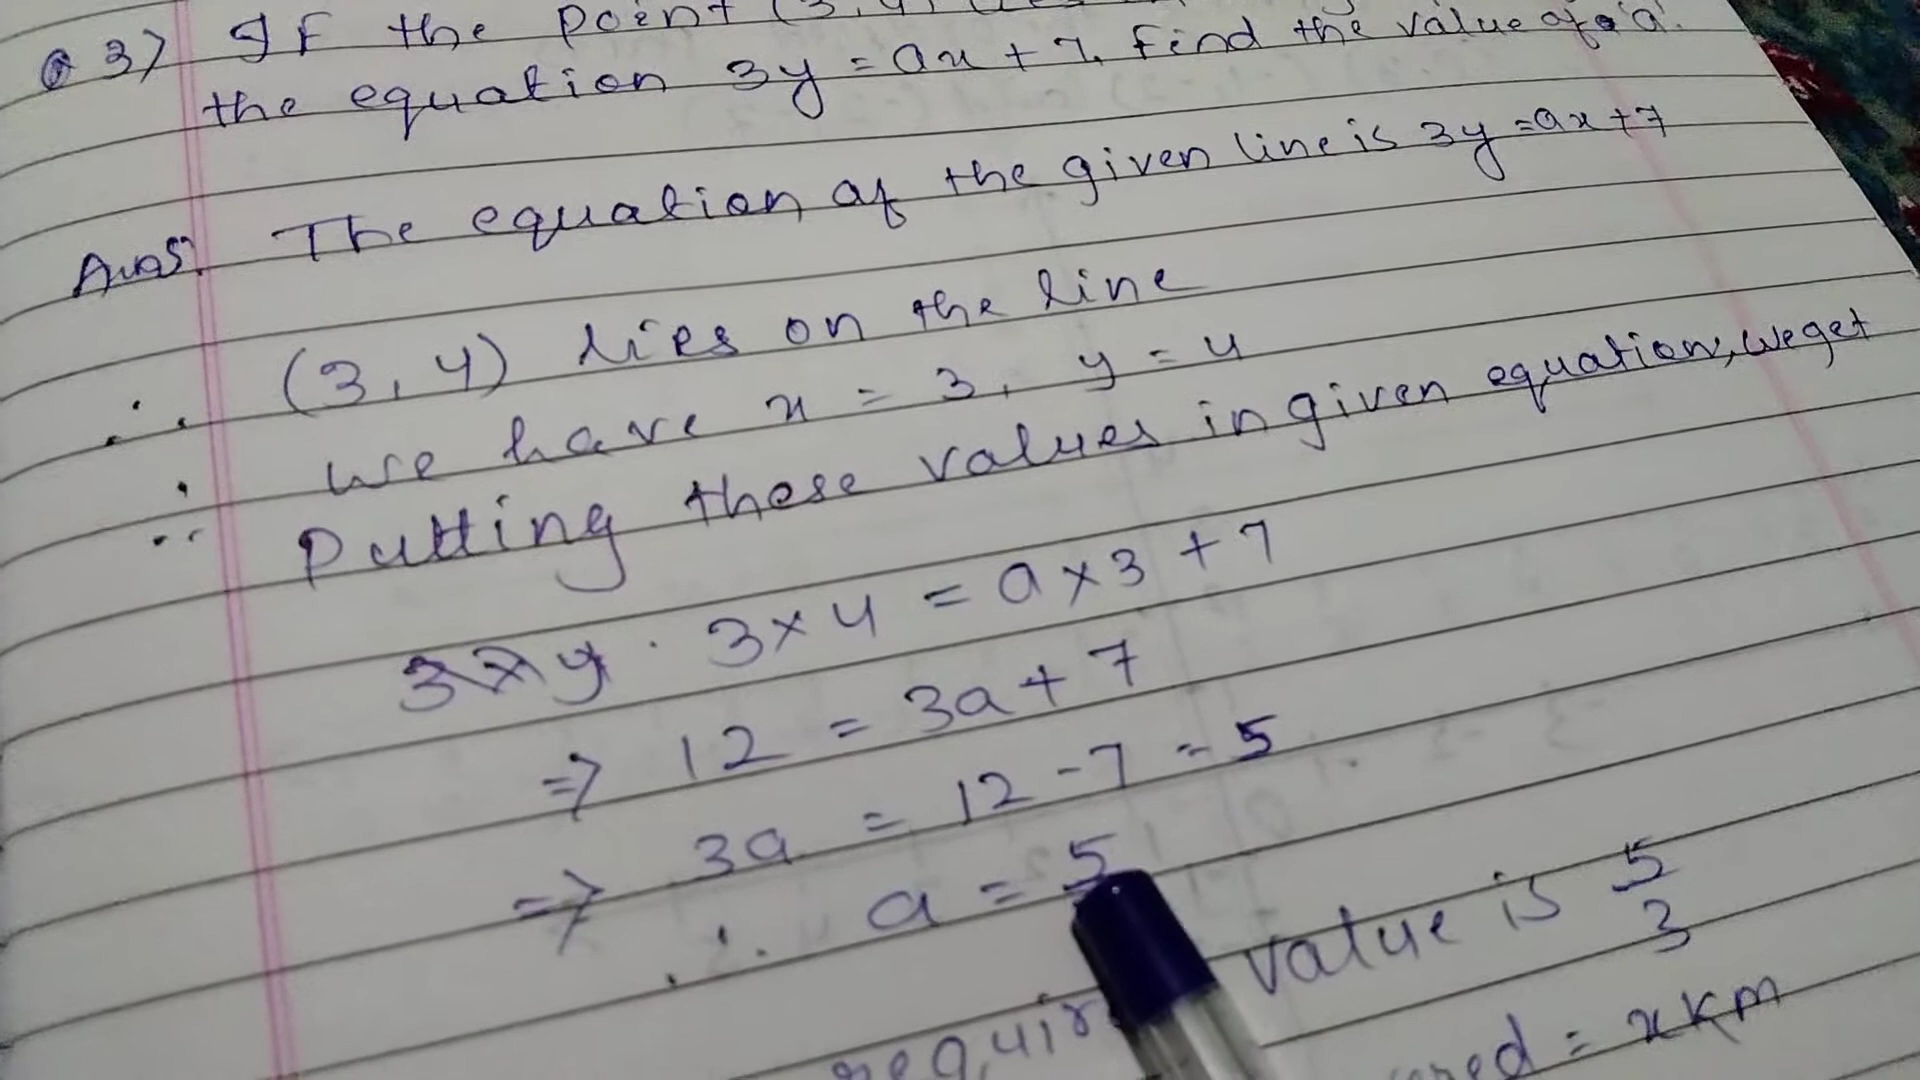 Q 3) If the point (3,4) lies
the equation 3y = ax + 7. Find the value of 'a'.
Ans. The equation of the given line is 3y = ax + 7
(3, 4) lies on the line
∴ we have x = 3, y = 4
∵ Putting these values in given equation, we get
3 × 4 = a × 3 + 7
=> 12 = 3a + 7
=> 3a = 12 - 7 = 5
∴ a = 5
value is 5/3
= x km